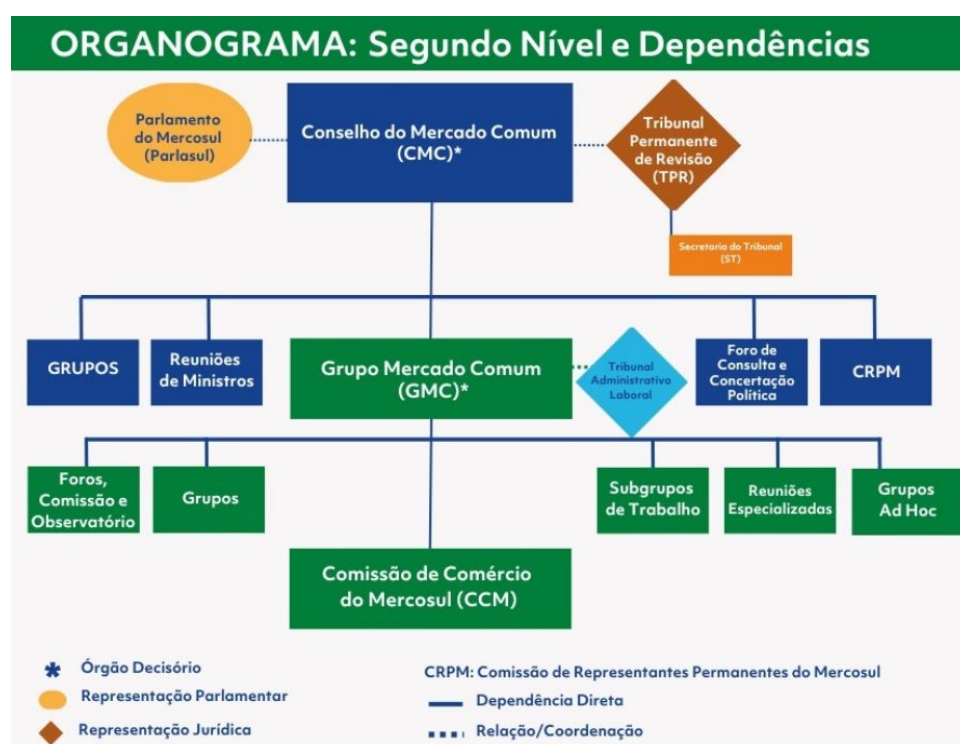 ORGANOGRAMA: Segundo Nível e Dependências
Parlamento
do Mercosul
(Parlasul)
Conselho do Mercado Comum
(CMC)*
Tribunal
Permanente
de Revisão
(TPR)
Secretaria do Tribunal
(ST)
GRUPOS
Reuniões
de Ministros
Grupo Mercado Comum
(GMC)*
Tribunal
Administrativo
Laboral
Foro de
Consulta e
Concertação
Política
CRPM
Foros,
Comissão e
Observatório
Grupos
Subgrupos
de Trabalho
Reuniões
Especializadas
Grupos
Ad Hoc
Comissão de Comércio
do Mercosul (CCM)
* Órgão Decisório
Representação Parlamentar
Representação Jurídica
CRPM: Comissão de Representantes Permanentes do Mercosul
Dependência Direta
Relação/Coordenação